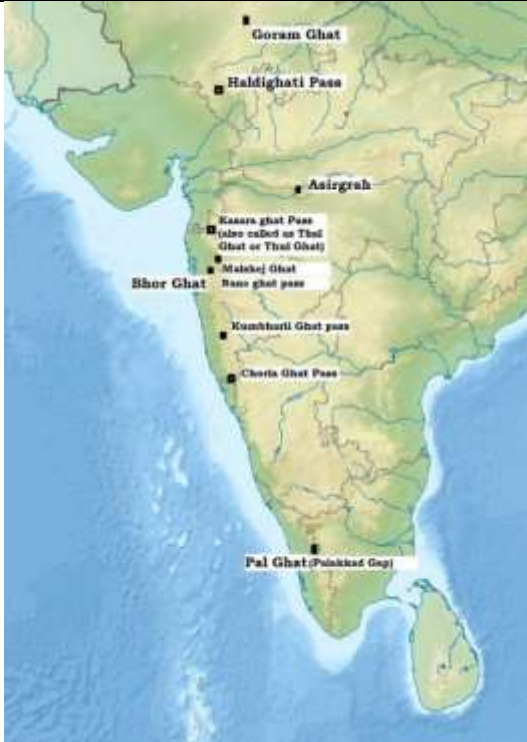 Goram Ghat
Haldighati Pass
Asirgrah
Kasara ghat Pass
(also called as Thul
Ghat or Thal Ghat)
Malshej Ghat
Bhor Ghat
Nane ghat pass
Kumbharli Ghat pass
Chorla Ghat Pass
Pal Ghat (Palakkad Gap)